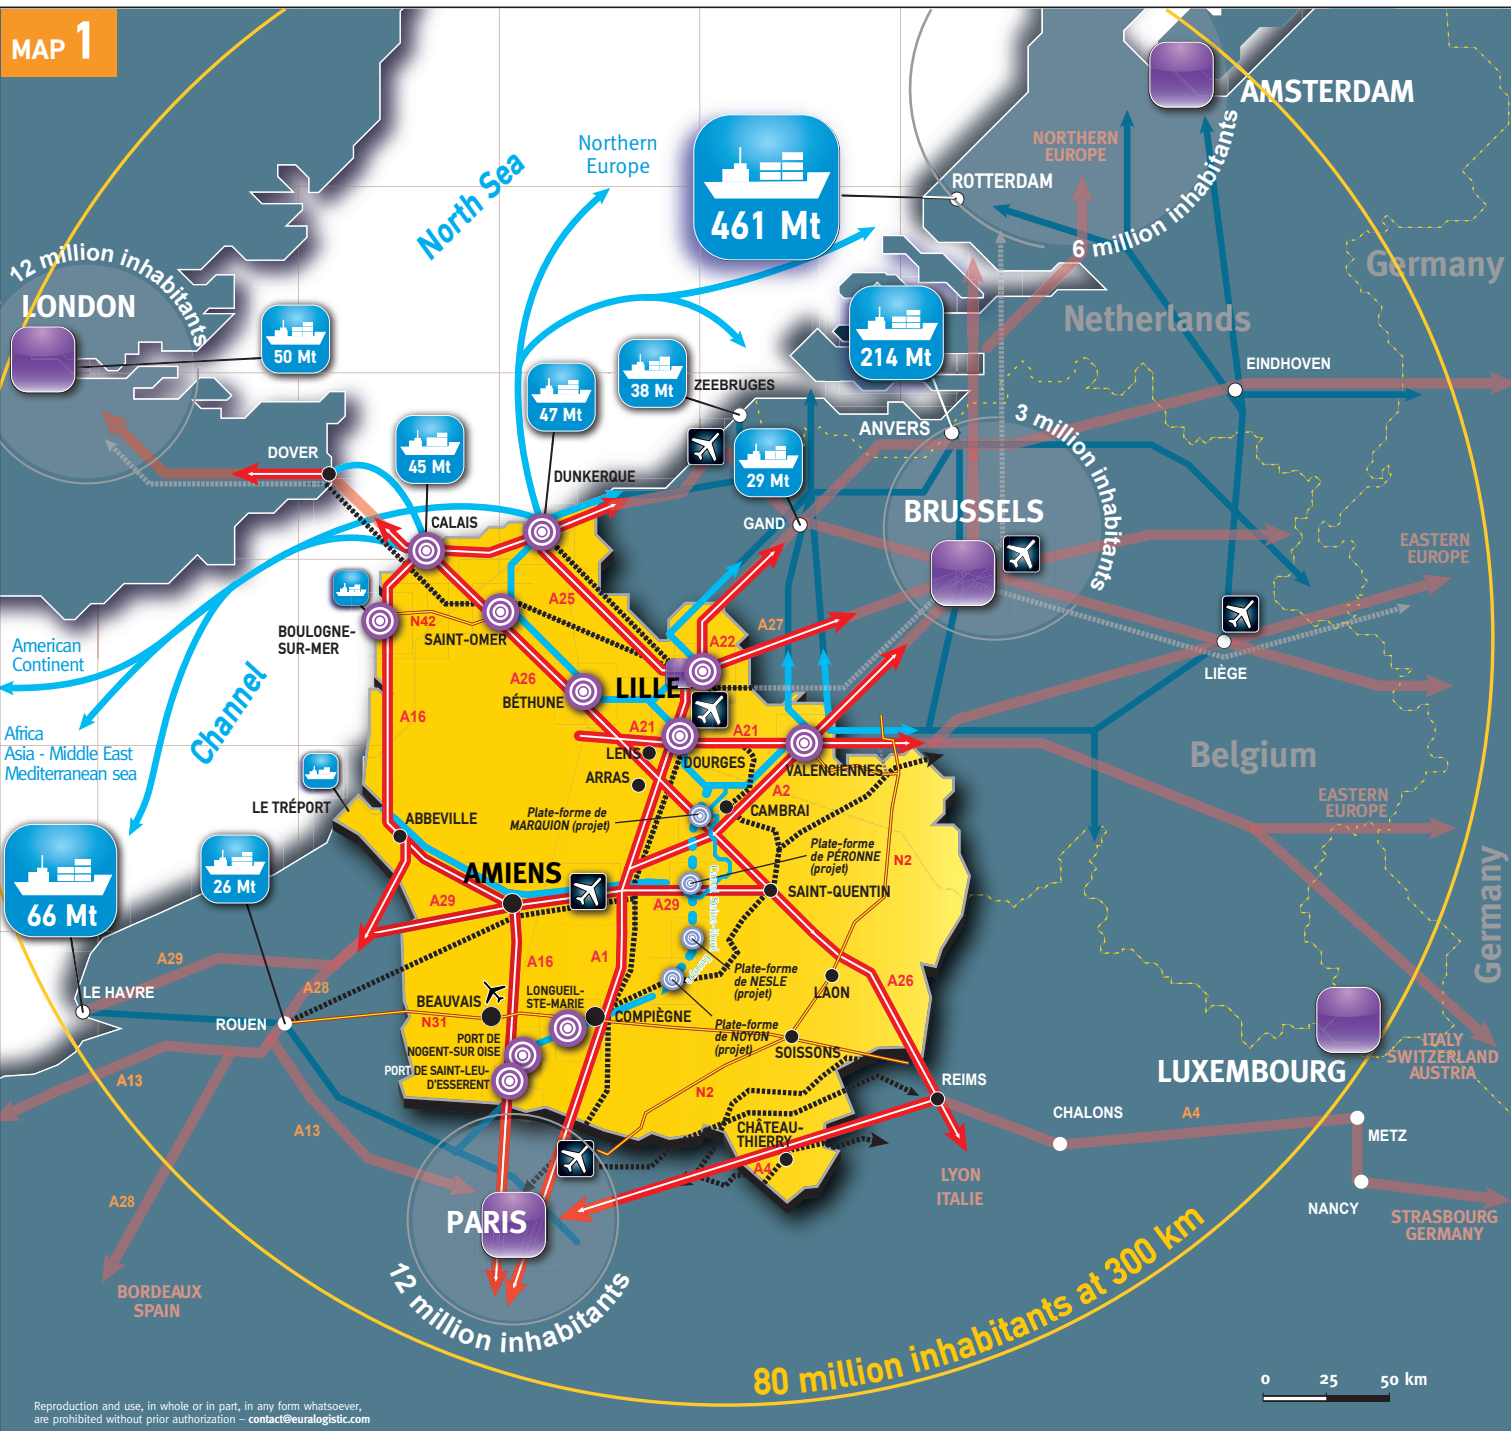 MAP 1
AMSTERDAM
NORTHERN
EUROPE
Northern
Europe
North Sea
ROTTERDAM
461 Mt
6 million inhabitants
12 million inhabitants
LONDON
Germany
Netherlands
50 Mt
214 Mt
EINDHOVEN
38 Mt
ZEEBRUGES
47 Mt
ANVERS
3 million inhabitants
DOVER
45 Mt
29 Mt
DUNKERQUE
CALAIS
GAND
BRUSSELS
EASTERN
EUROPE
A25
N42
SAINT-OMER
BOULOGNE-
SUR-MER
A22
A27
American
Continent
LIÈGE
A26
LILLE
BÉTHUNE
Channel
A16
A21
A21
Africa
Asia - Middle East
Mediterranean sea
LENS
DOURGES
VALENCIENNES
Belgium
ARRAS
A2
LE TRÉPORT
ABBEVILLE
Plate-forme de
MARQUION (projet)
CAMBRAI
EASTERN
EUROPE
Plate-forme
de PÉRONNE
(projet)
N2
AMIENS
66 Mt
26 Mt
SAINT-QUENTIN
A29
A29
Canal Seine-Nord
Europe
Germany
A29
A16
A1
Plate-forme
de NESLE
(projet)
A28
A26
LE HAVRE
LAON
BEAUVAIS
LONGUEIL-
STE-MARIE
COMPIÈGNE
ROUEN
N31
Plate-forme
de NOYON
(projet)
PORT DE
NOGENT-SUR OISE
SOISSONS
ITALY
SWITZERLAND
AUSTRIA
PORT DE SAINT-LEU-
D'ESSERENT
LUXEMBOURG
A13
N2
REIMS
CHALONS
A4
METZ
A13
CHÂTEAU-
THIERRY
A4
LYON
ITALIE
A28
PARIS
NANCY
STRASBOURG
GERMANY
BORDEAUX
SPAIN
12 million inhabitants
80 million inhabitants at 300 km
0 25 50 km
Reproduction and use, in whole or in part, in any form whatsoever,
are prohibited without prior authorization – contact@euralogistic.com